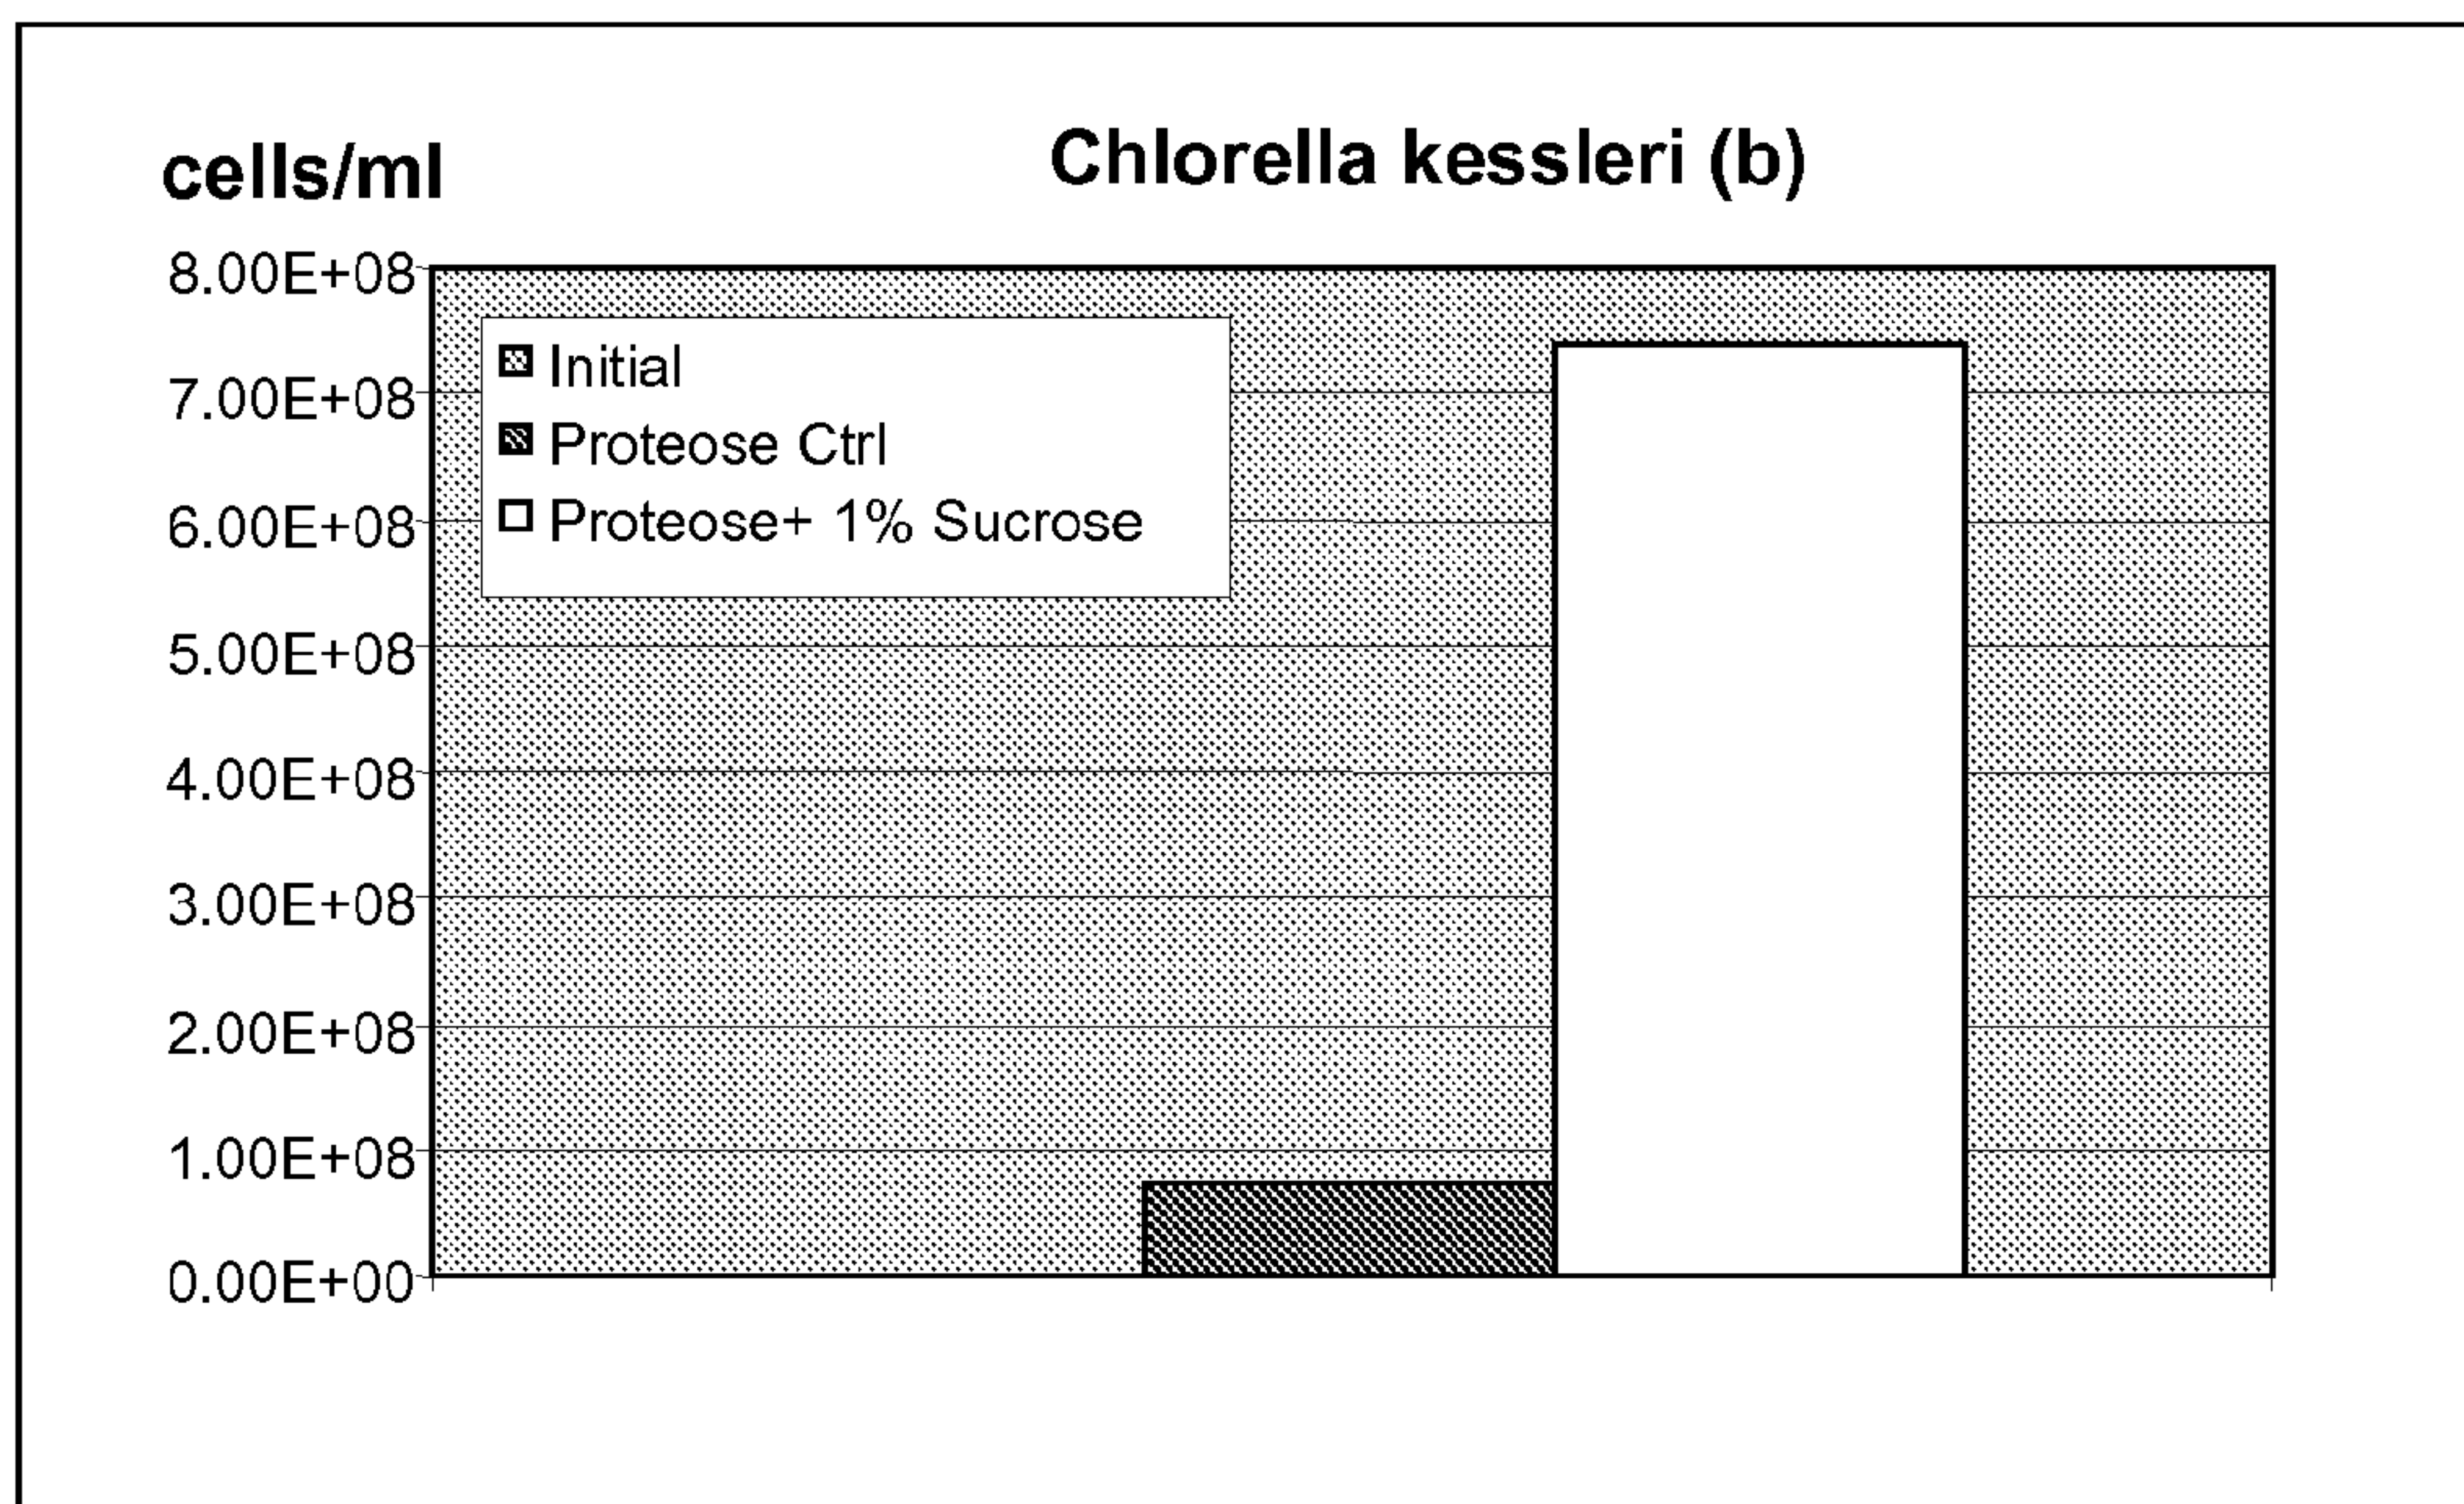 cells/ml
Chlorella kessleri (b)
8.00E+08
7.00E+08
6.00E+08
5.00E+08
4.00E+08
3.00E+08
2.00E+08
1.00E+08
0.00E+00
Initial
Proteose Ctrl
Proteose+ 1% Sucrose